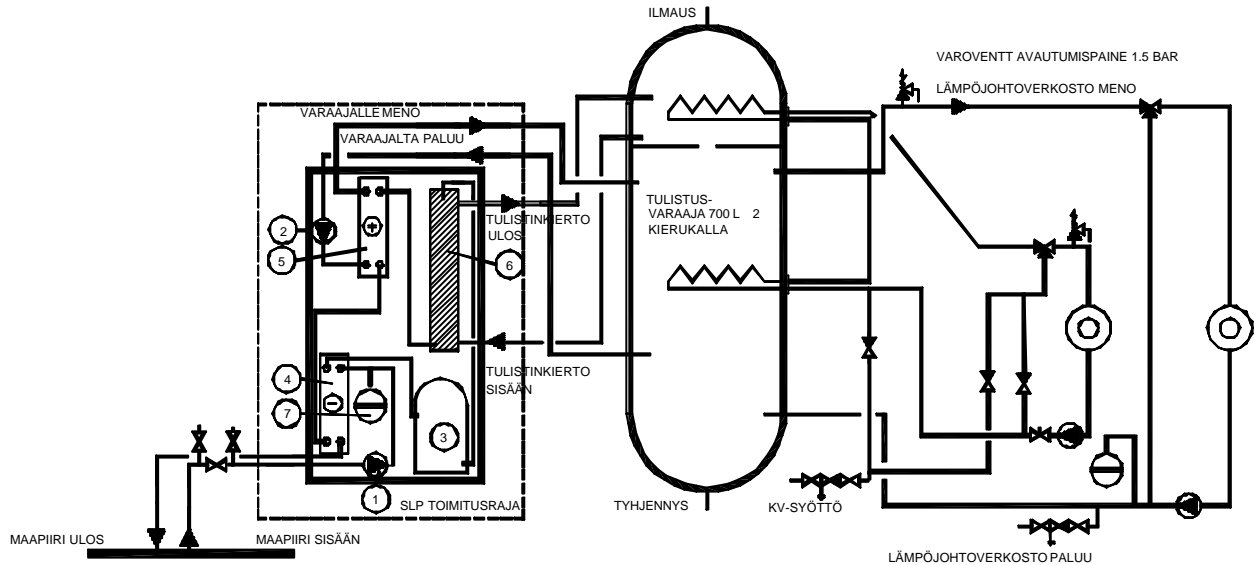 ILMAUS
VAROVENTT AVAUTUMISPAINE 1.5 BAR
LÄMPÖJOHTOVERKOSTO MENO
VARAAJALLE MENO
VARAAJALTA PALUU
TULISTINKIERTO
ULOS
TULISTUS-
VARAAJA 700 L 2
KIERUKALLA
2
5
6
TULISTINKIERTO
SISÄÄN
4
7
3
1
SLP TOIMITUSRAJA
TYHJENNYS
KV-SYÖTTÖ
MAAPIIRI ULOS
MAAPIIRI SISÄÄN
LÄMPÖJOHTOVERKOSTO PALUU